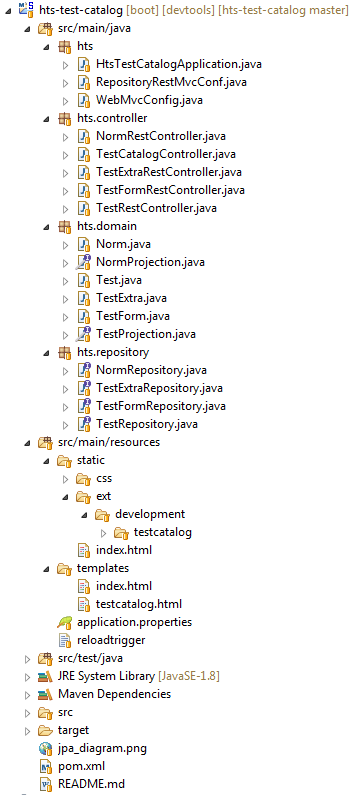 hts-test-catalog [boot] [devtools] [hts-test-catalog master]
src/main/java
hts
HtsTestCatalogApplication.java
RepositoryRestMvcConf.java
WebMvcConfig.java
hts.controller
NormRestController.java
TestCatalogController.java
TestExtraRestController.java
TestFormRestController.java
TestRestController.java
hts.domain
Norm.java
NormProjection.java
Test.java
TestExtra.java
TestForm.java
TestProjection.java
hts.repository
NormRepository.java
TestExtraRepository.java
TestFormRepository.java
TestRepository.java
src/main/resources
static
css
ext
development
testcatalog
index.html
templates
index.html
testcatalog.html
application.properties
reloadtrigger
src/test/java
JRE System Library [JavaSE-1.8]
Maven Dependencies
src
target
jpa_diagram.png
pom.xml
README.md